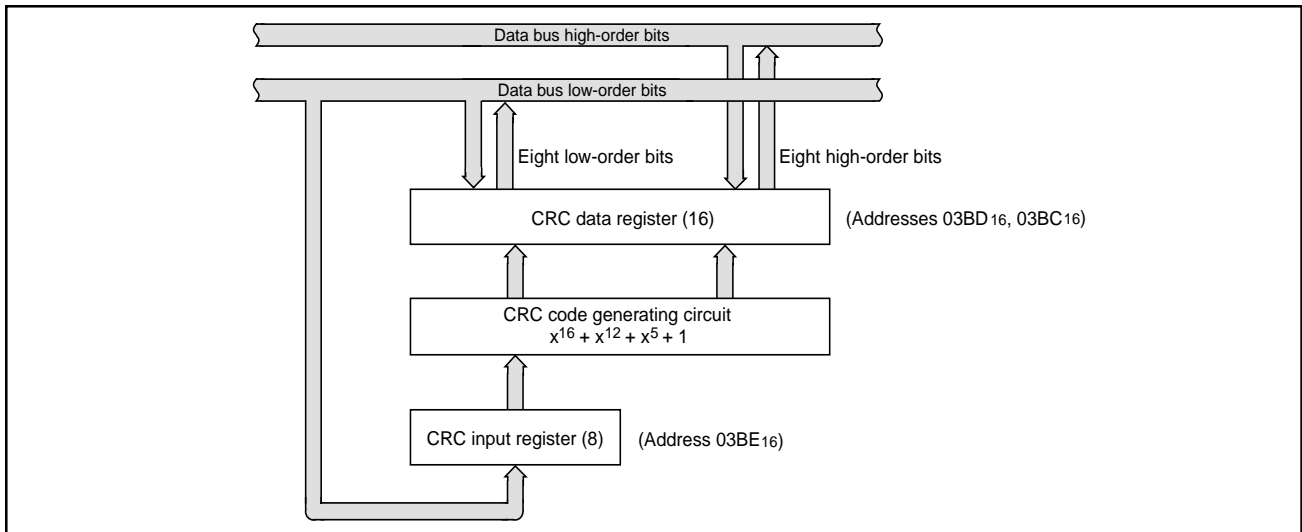 Data bus high-order bits
Data bus low-order bits
Eight low-order bits
Eight high-order bits
CRC data register (16)
(Addresses 03BD₁₆, 03BC₁₆)
CRC code generating circuit
x¹⁶ + x¹² + x⁵ + 1
CRC input register (8)
(Address 03BE₁₆)